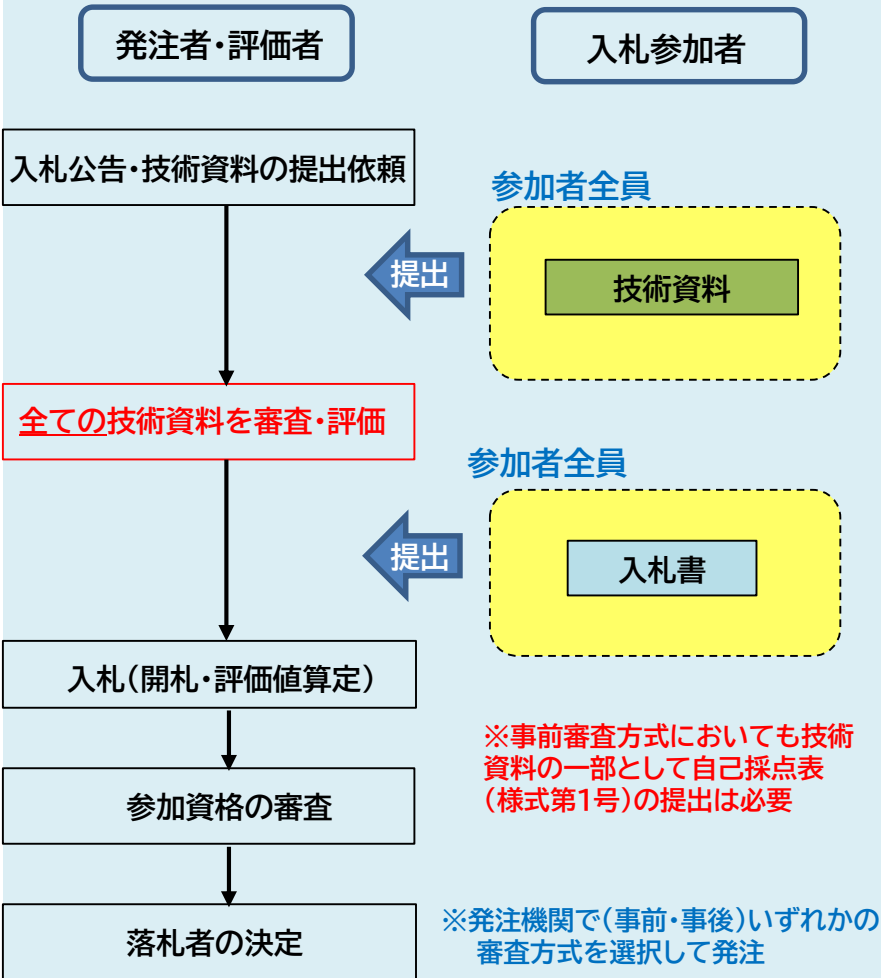 発注者・評価者
入札参加者
入札公告・技術資料の提出依頼
参加者全員
提出
技術資料
全ての技術資料を審査・評価
参加者全員
提出
入札書
入札(開札・評価値算定)
※事前審査方式においても技術
資料の一部として自己採点表
(様式第1号)の提出は必要
参加資格の審査
落札者の決定
※発注機関で(事前・事後)いずれかの
審査方式を選択して発注